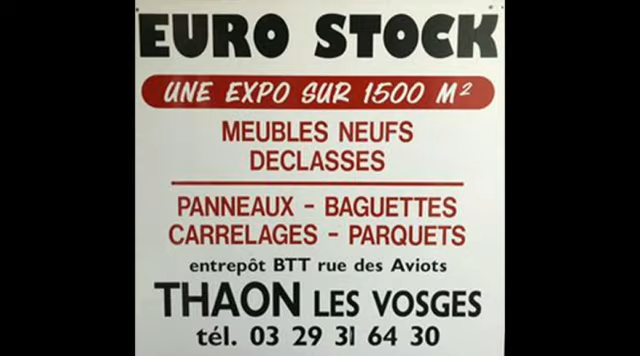 EURO STOCK
UNE EXPO SUR 1500 M²
MEUBLES NEUFS
DECLASSES
PANNEAUX - BAGUETTES
CARRELAGES - PARQUETS
entrepôt BTT rue des Aviots
THAON LES VOSGES
tél. 03 29 31 64 30